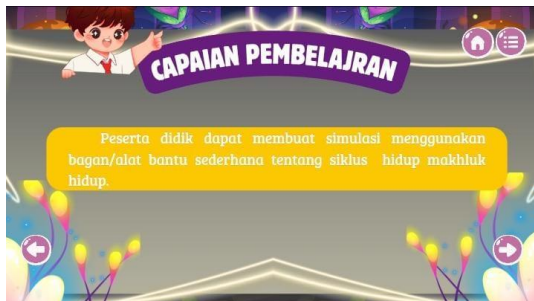 CAPAIAN PEMBELAJRAN
Peserta didik dapat membuat simulasi menggunakan
bagan/alat bantu sederhana tentang siklus hidup makhluk
hidup.